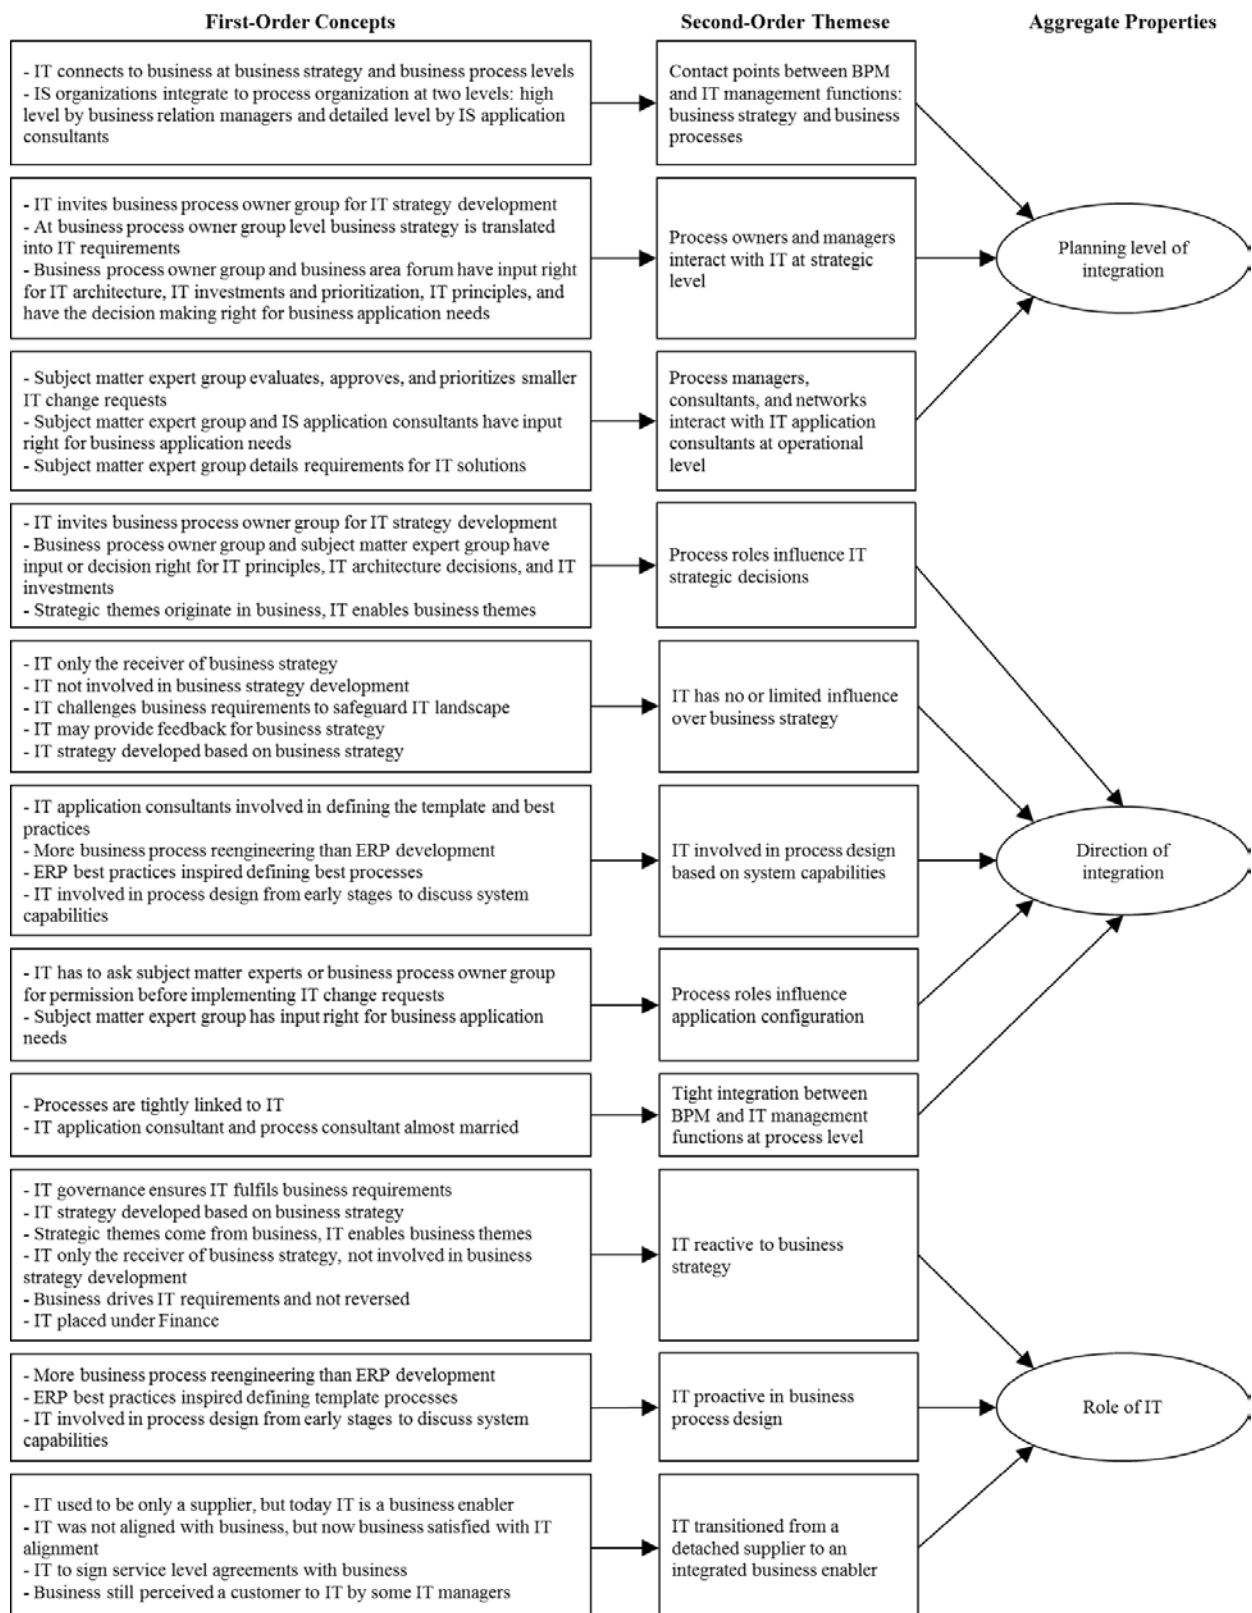 First-Order Concepts
Second-Order Themese
Aggregate Properties
- IT connects to business at business strategy and business process levels
- IS organizations integrate to process organization at two levels: high
level by business relation managers and detailed level by IS application
consultants
Contact points between BPM
and IT management functions:
business strategy and business
processes
- IT invites business process owner group for IT strategy development
- At business process owner group level business strategy is translated
into IT requirements
- Business process owner group and business area forum have input right
for IT architecture, IT investments and prioritization, IT principles, and
have the decision making right for business application needs
Process owners and managers
interact with IT at strategic
level
Planning level of
integration
- Subject matter expert group evaluates, approves, and prioritizes smaller
IT change requests
- Subject matter expert group and IS application consultants have input
right for business application needs
- Subject matter expert group details requirements for IT solutions
Process managers,
consultants, and networks
interact with IT application
consultants at operational
level
- IT invites business process owner group for IT strategy development
- Business process owner group and subject matter expert group have
input or decision right for IT principles, IT architecture decisions, and IT
investments
- Strategic themes originate in business, IT enables business themes
Process roles influence IT
strategic decisions
- IT only the receiver of business strategy
- IT not involved in business strategy development
- IT challenges business requirements to safeguard IT landscape
- IT may provide feedback for business strategy
- IT strategy developed based on business strategy
IT has no or limited influence
over business strategy
- IT application consultants involved in defining the template and best
practices
- More business process reengineering than ERP development
- ERP best practices inspired defining best processes
- IT involved in process design from early stages to discuss system
capabilities
IT involved in process design
based on system capabilities
Direction of
integration
- IT has to ask subject matter experts or business process owner group
for permission before implementing IT change requests
- Subject matter expert group has input right for business application
needs
Process roles influence
application configuration
- Processes are tightly linked to IT
- IT application consultant and process consultant almost married
Tight integration between
BPM and IT management
functions at process level
- IT governance ensures IT fulfils business requirements
- IT strategy developed based on business strategy
- Strategic themes come from business, IT enables business themes
- IT only the receiver of business strategy, not involved in business
strategy development
- Business drives IT requirements and not reversed
- IT placed under Finance
IT reactive to business
strategy
- More business process reengineering than ERP development
- ERP best practices inspired defining template processes
- IT involved in process design from early stages to discuss system
capabilities
IT proactive in business
process design
Role of IT
- IT used to be only a supplier, but today IT is a business enabler
- IT was not aligned with business, but now business satisfied with IT
alignment
- IT to sign service level agreements with business
- Business still perceived a customer to IT by some IT managers
IT transitioned from a
detached supplier to an
integrated business enabler